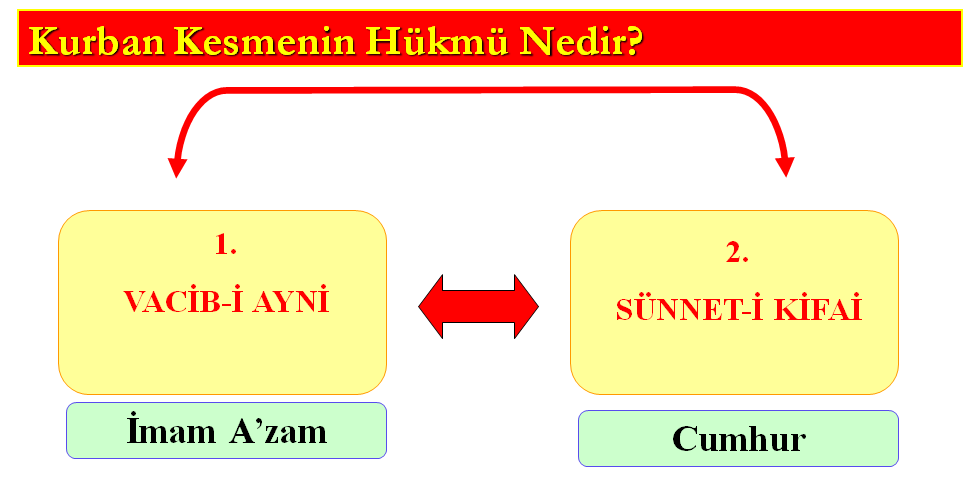 Kurban Kesmenin Hükmü Nedir?
1.
VACİB-İ AYNİ
İmam A’zam
2.
SÜNNET-İ KİFAİ
Cumhur